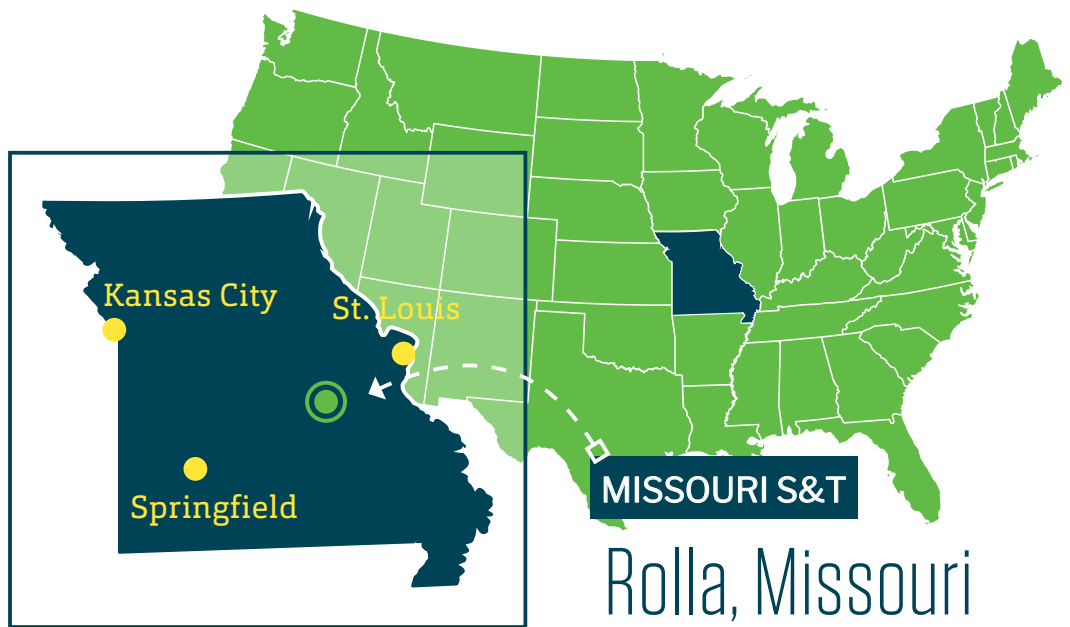 Kansas City
St. Louis
Springfield
MISSOURI S&T
Rolla, Missouri